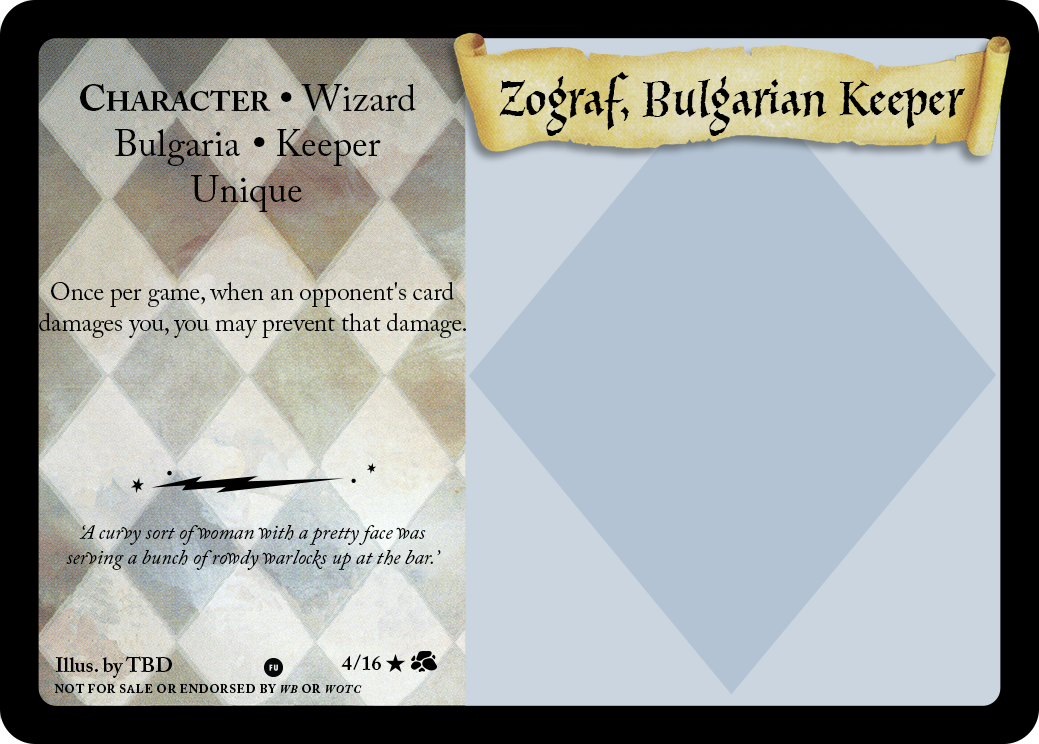 Zograf, Bulgarian Keeper
CHARACTER • Wizard
Bulgaria • Keeper
Unique
Once per game, when an opponent's card
damages you, you may prevent that damage.
‘A curvy sort of woman with a pretty face was
serving a bunch of rowdy warlocks up at the bar.’
Illus. by TBD
FU
4/16 ★
NOT FOR SALE OR ENDORSED BY WB OR WOTC